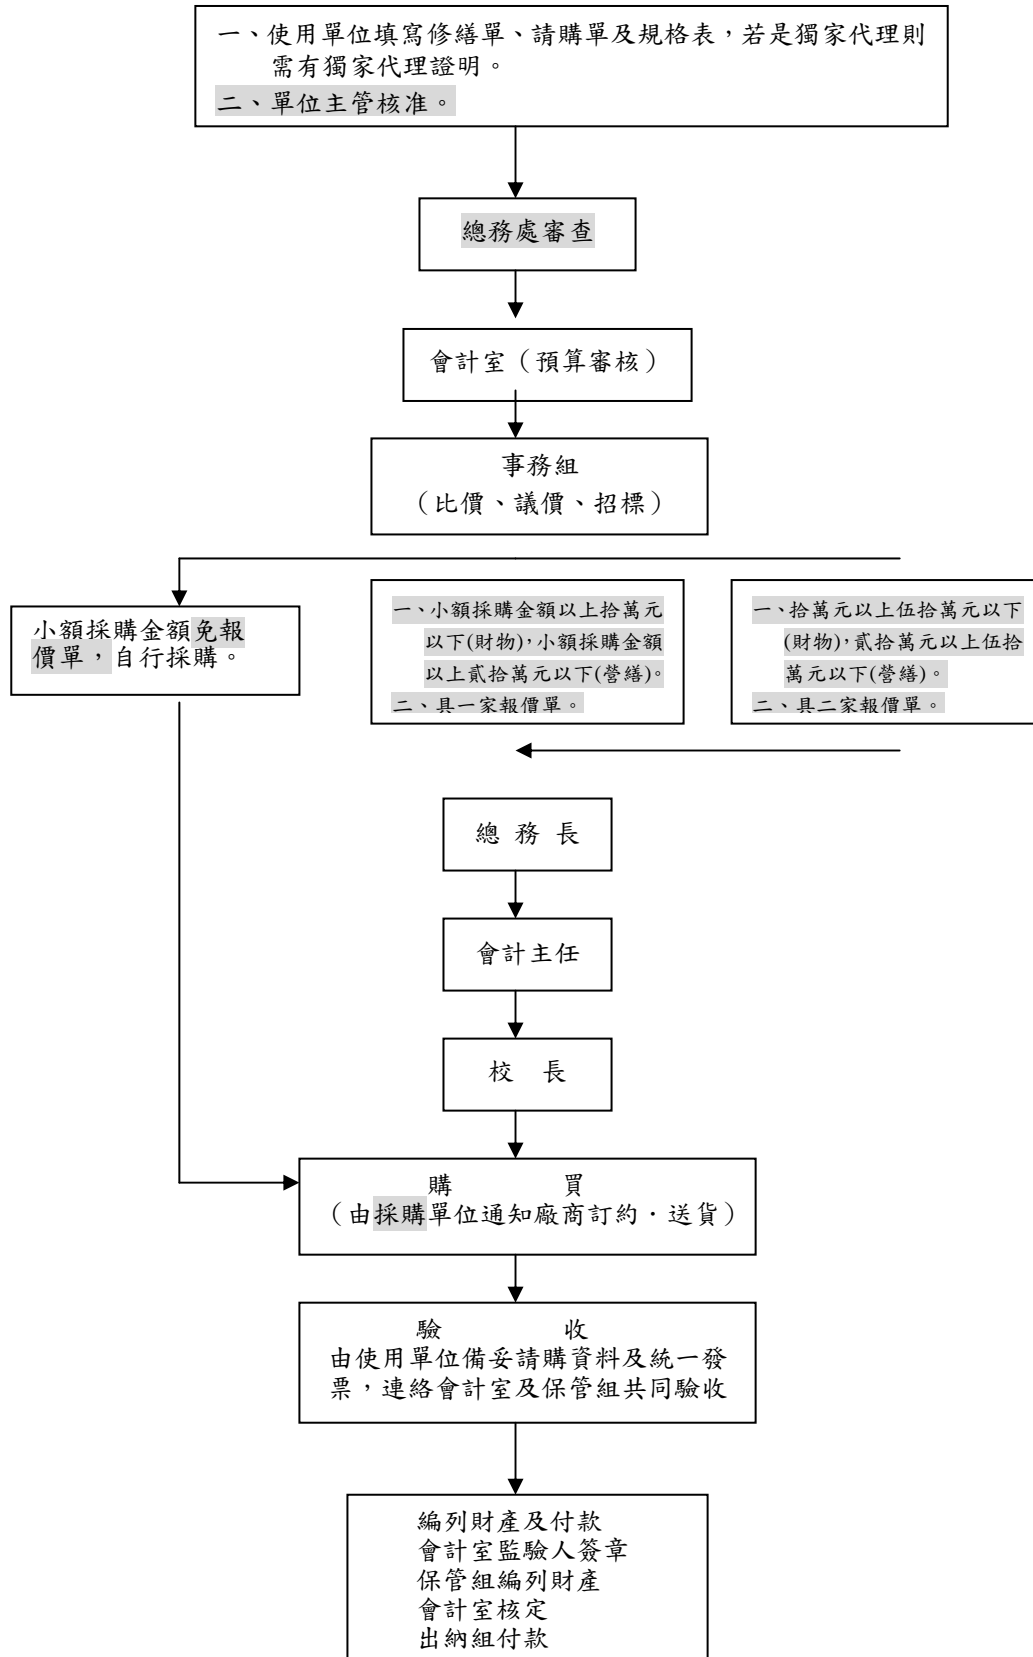 一、使用單位填寫修繕單、請購單及規格表，若是獨家代理則
需有獨家代理證明。
二、單位主管核准。
總務處審查
會計室（預算審核）
事務組
（比價、議價、招標）
小額採購金額免報
價單，自行採購。
一、小額採購金額以上拾萬元
以下(財物)，小額採購金額
以上貳拾萬元以下(營繕)。
二、具一家報價單。
一、拾萬元以上伍拾萬元以下
(財物)，貳拾萬元以上伍拾
萬元以下(營繕)。
二、具二家報價單。
總 務 長
會計主任
校 長
購 買
（由採購單位通知廠商訂約．送貨）
驗 收
由使用單位備妥請購資料及統一發
票，連絡會計室及保管組共同驗收
編列財產及付款
會計室監驗人簽章
保管組編列財產
會計室核定
出納組付款